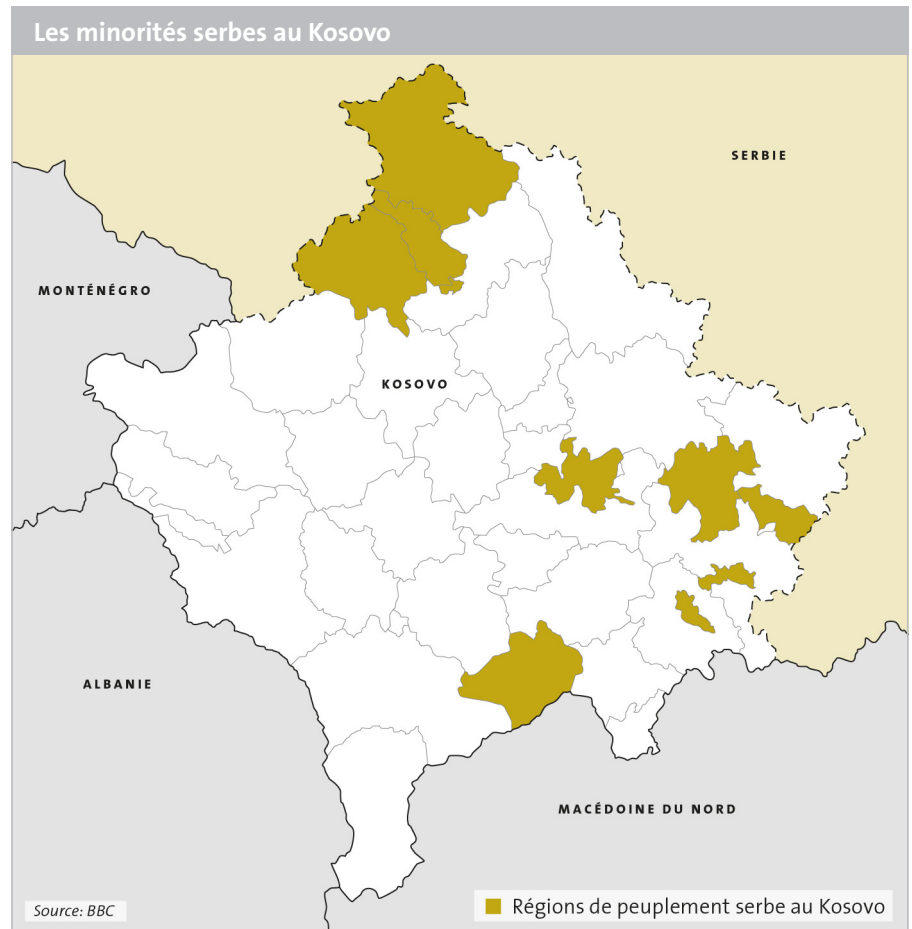 Les minorités serbes au Kosovo
SERBIE
MONTÉNÉGRO
KOSOVO
ALBANIE
MACÉDOINE DU NORD
Source: BBC
Régions de peuplement serbe au Kosovo